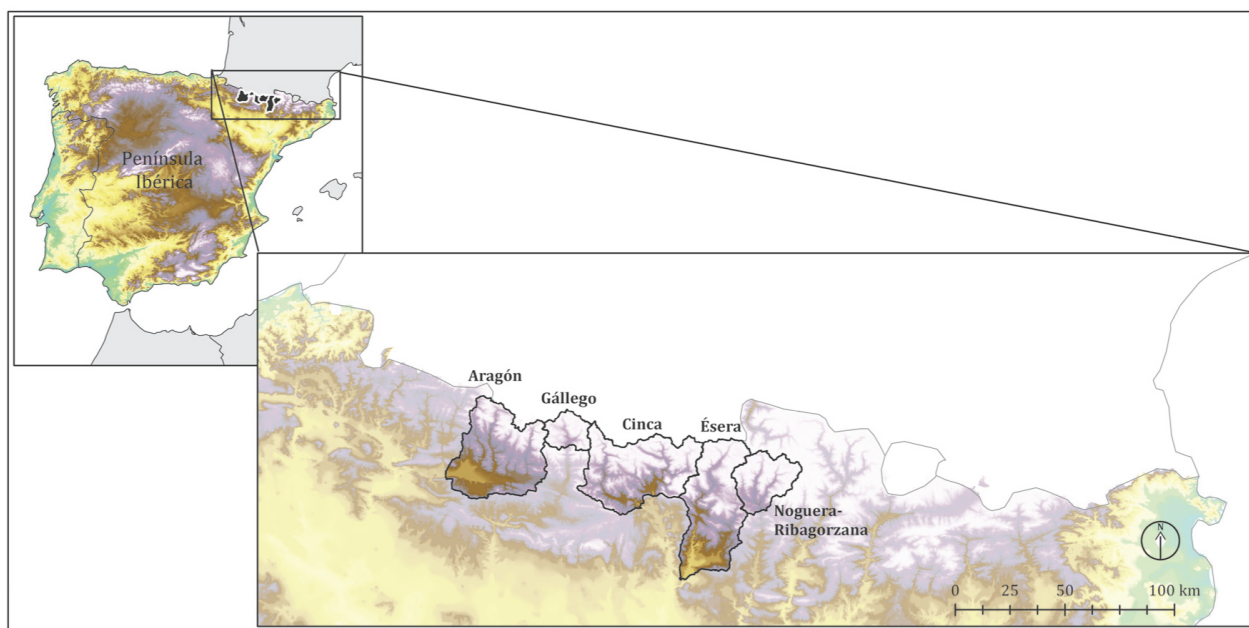 Península
Ibérica
Aragón
Gállego
Cinca
Ésera
Noguera-
Ribagorzana
N
0 25 50 100 km